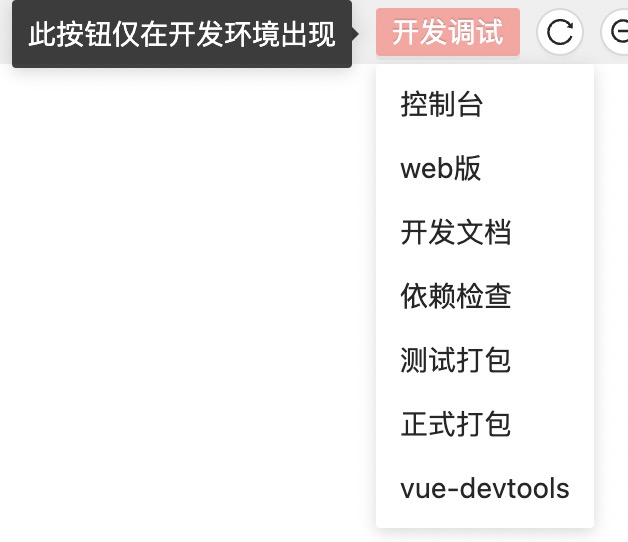 此按钮仅在开发环境出现 开发调试
控制台
web版
开发文档
依赖检查
测试打包
正式打包
vue-devtools